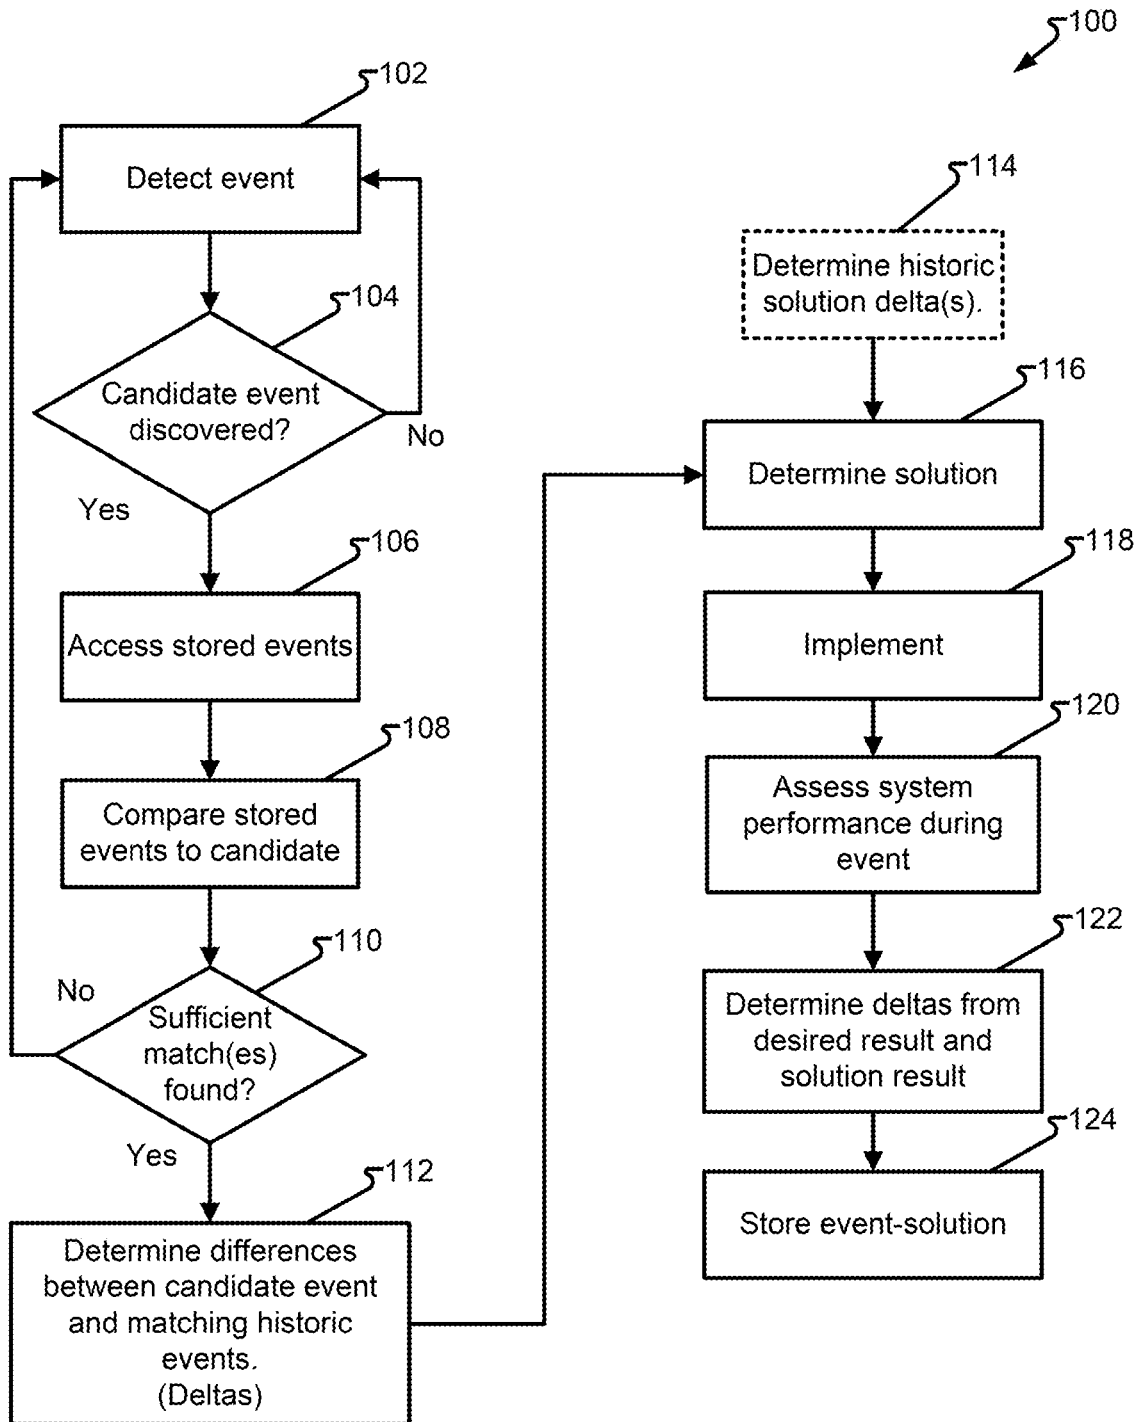 100
102
Detect event
104
Candidate event
discovered?
No
Yes
106
Access stored events
108
Compare stored
events to candidate
110
No
Sufficient
match(es)
found?
Yes
112
Determine differences
between candidate event
and matching historic
events.
(Deltas)
114
Determine historic
solution delta(s).
116
Determine solution
118
Implement
120
Assess system
performance during
event
122
Determine deltas from
desired result and
solution result
124
Store event-solution